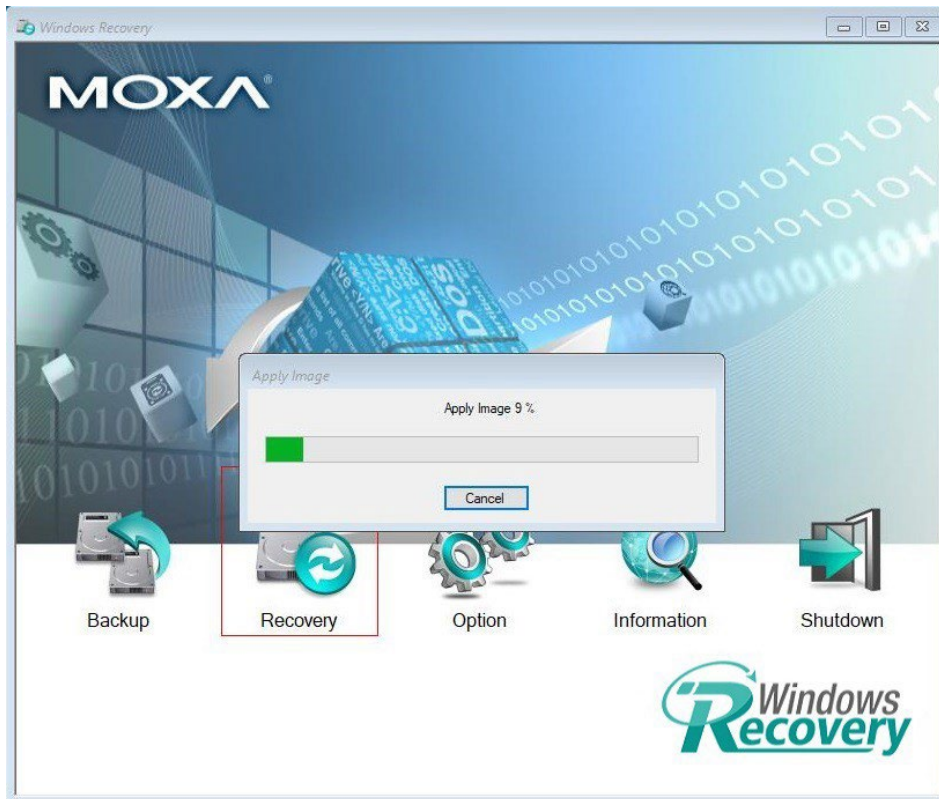 Windows Recovery
MOXA®
Apply Image
Apply Image 9 %
Cancel
Backup
Recovery
Option
Information
Shutdown
Windows
Recovery